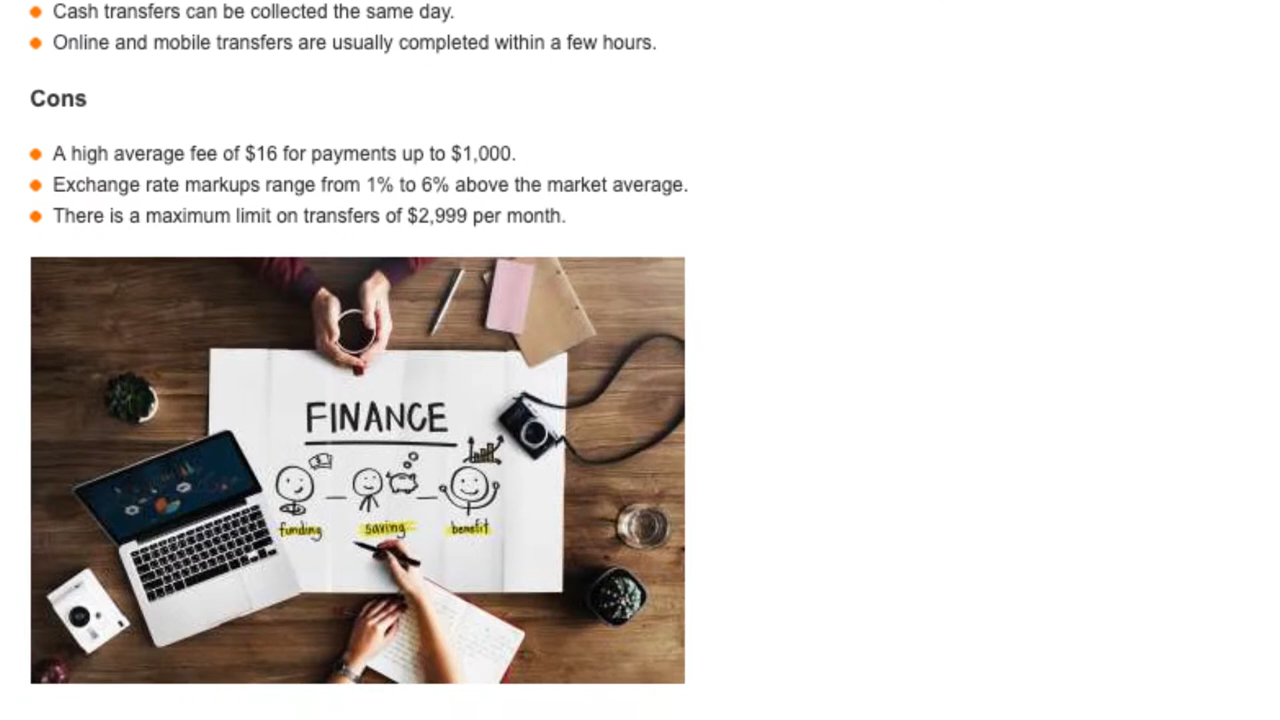 Cash transfers can be collected the same day.
Online and mobile transfers are usually completed within a few hours.
Cons
A high average fee of $16 for payments up to $1,000.
Exchange rate markups range from 1% to 6% above the market average.
There is a maximum limit on transfers of $2,999 per month.
FINANCE
$
funding
saving
benefit